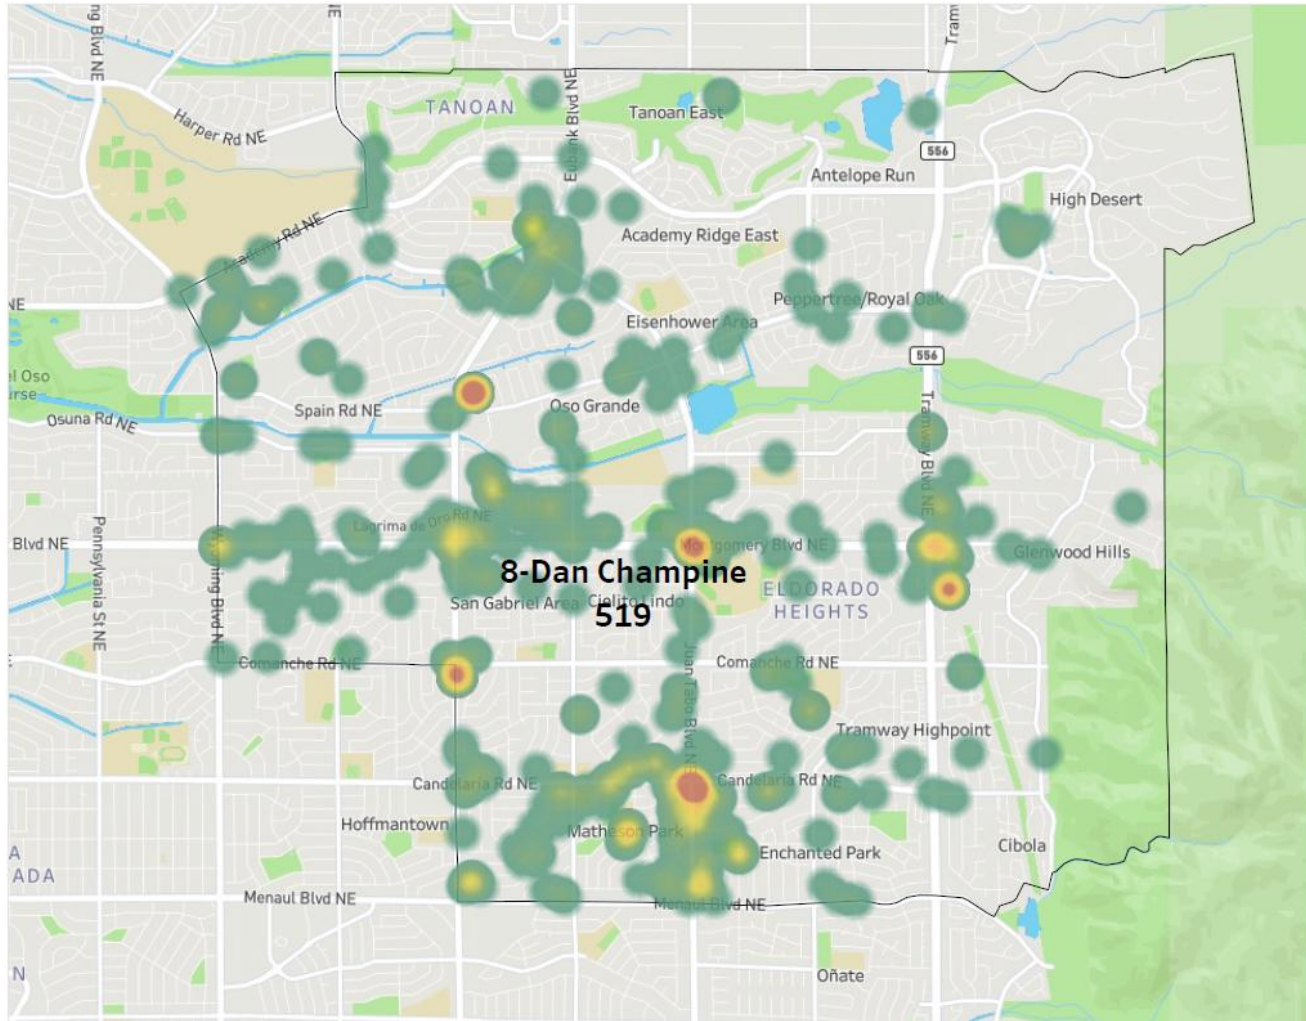 ng Blvd NE
NE
Tram
TANOAN
Eubank Blvd NE
Tanoan East
Harper Rd NE
556
Antelope Run
High Desert
Academy Rd NE
Academy Ridge East
NE
Peppertree/Royal Oak
Eisenhower Area
556
el Oso
urse
Spain Rd NE
Oso Grande
Osuna Rd NE
Tramway Blvd NE
Lagrima de Oro Rd NE
Pennsylvania St NE
Blvd NE
Montgomery Blvd NE
Glenwood Hills
8-Dan Champine
519
Wyoming Blvd NE
San Gabriel Area
Cielito Lindo
ELDORADO
HEIGHTS
Comanche Rd NE
Comanche Rd NE
Juan Tabo Blvd NE
Tramway Highpoint
Candelaria Rd NE
Candelaria Rd NE
Hoffmantown
Matheson Park
Enchanted Park
Cibola
A
ADA
Menaul Blvd NE
Menaul Blvd NE
N
Oñate